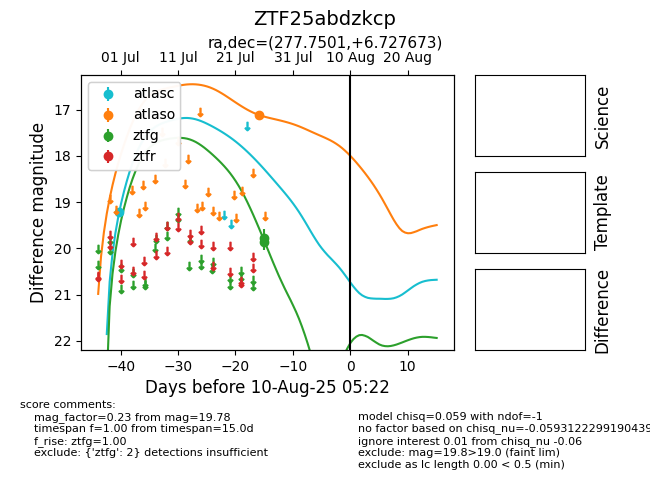 ZTF25abdzkcp
ra,dec=(277.7501,+6.727673)
01 Jul 11 Jul 21 Jul 31 Jul 10 Aug 20 Aug
atlasc
atlaso
ztfg
ztfr
17
18
19
20
21
22
Difference magnitude
−40 −30 −20 −10 0 10
Days before 10-Aug-25 05:22
Science
Template
Difference
score comments:
mag_factor=0.23 from mag=19.78
timespan f=1.00 from timespan=15.0d
f_rise: ztfg=1.00
exclude: {'ztfg': 2} detections insufficient
model chisq=0.059 with ndof=-1
no factor based on chisq_nu=-0.0593122299190439
ignore interest 0.01 from chisq_nu -0.06
exclude: mag=19.8>19.0 (faint lim)
exclude as lc length 0.00 < 0.5 (min)